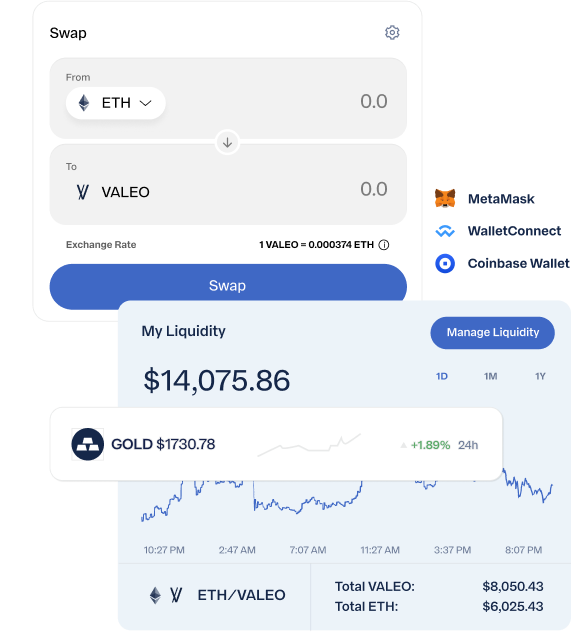 Swap
From
ETH
0.0
To
VALEO
0.0
Exchange Rate
1 VALEO = 0.000374 ETH
Swap
MetaMask
WalletConnect
Coinbase Wallet
My Liquidity
Manage Liquidity
$14,075.86
1D 1M 1Y
GOLD $1730.78
+1.89% 24h
10:27 PM 2:47 AM 7:07 AM 11:27 AM 3:37 PM 8:07 PM
ETH/VALEO
Total VALEO: $8,050.43
Total ETH: $6,025.43